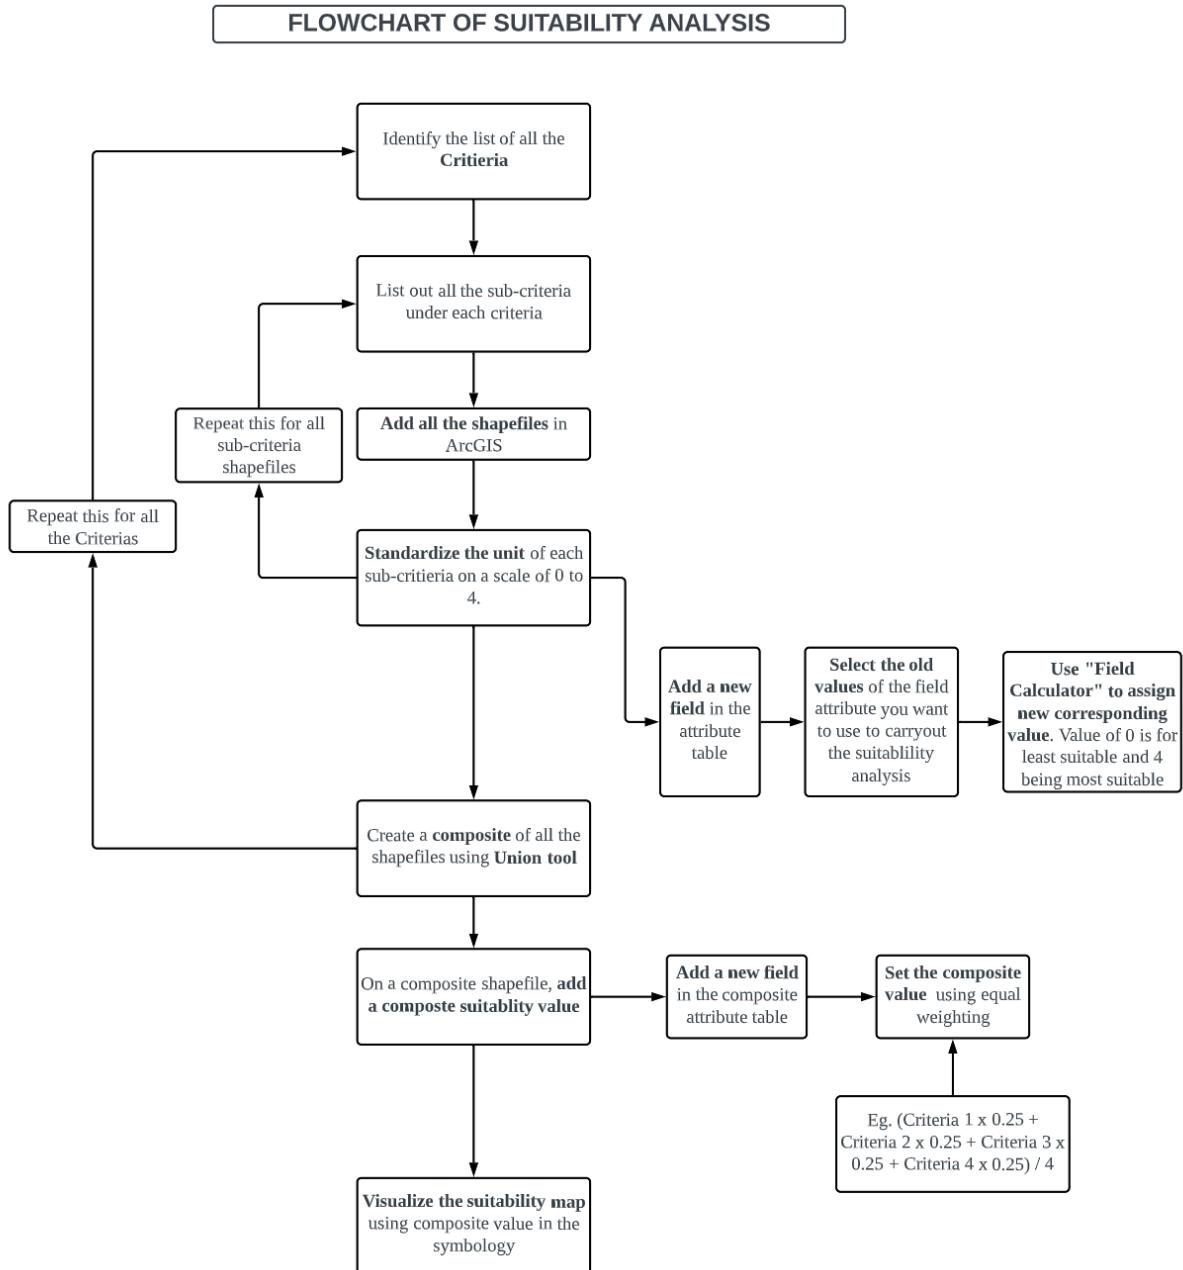 FLOWCHART OF SUITABILITY ANALYSIS
Identify the list of all the
Critieria
List out all the sub-criteria
under each criteria
Repeat this for all
sub-criteria
shapefiles
Add all the shapefiles in
ArcGIS
Repeat this for all
the Criterias
Standardize the unit of each
sub-critieria on a scale of 0 to
4.
Add a new
field in the
attribute
table
Select the old
values of the field
attribute you want
to use to carryout
the suitablility
analysis
Use "Field
Calculator" to assign
new corresponding
value. Value of 0 is for
least suitable and 4
being most suitable
Create a composite of all the
shapefiles using Union tool
On a composite shapefile, add
a composte suitablity value
Add a new field
in the composite
attribute table
Set the composite
value using equal
weighting
Eg. (Criteria 1 x 0.25 +
Criteria 2 x 0.25 + Criteria 3 x
0.25 + Criteria 4 x 0.25) / 4
Visualize the suitability map
using composite value in the
symbology